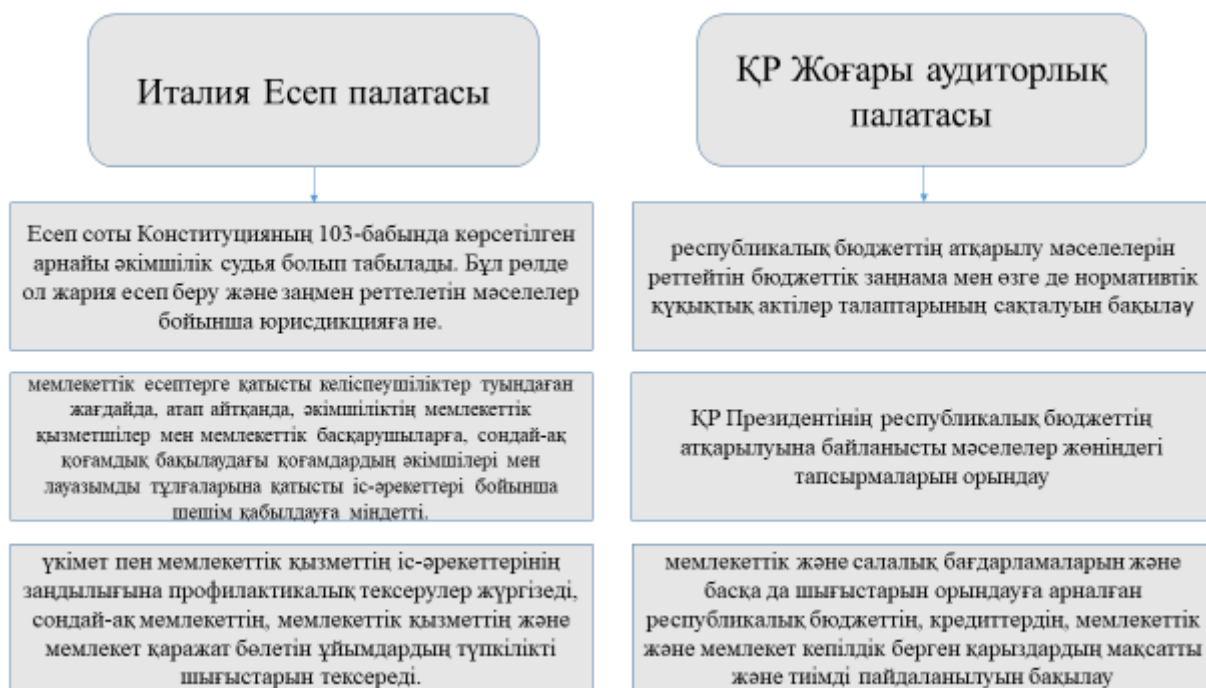 Италия Есеп палатасы
Есеп соты Конституцияның 103-бабында көрсетілген
арнайы әкімшілік судья болып табылады. Бұл рөлде
ол жария есеп беру және заңмен реттелетін мәселелер
бойынша юрисдикцияға ие.
мемлекеттік есептерге қатысты келіспеушіліктер туындаған
жағдайда, атап айтқанда, әкімшіліктің мемлекеттік
қызметшілер мен мемлекеттік басқарушыларға, сондай-ақ
қоғамдық бақылаудағы қоғамдардың әкімшілері мен
лауазымды тұлғаларына қатысты іс-әрекеттері бойынша
шешім қабылдауға міндетті.
үкімет пен мемлекеттік қызметтің іс-әрекеттерінің
заңдылығына профилактикалық тексерулер жүргізеді,
сондай-ақ мемлекеттің, мемлекеттік қызметтің және
мемлекет қаражат бөлетін ұйымдардың түпкілікті
шығыстарын тексереді.
ҚР Жоғары аудиторлық
палатасы
республикалық бюджеттің атқарылу мәселелерін
реттейтін бюджеттік заңнама мен өзге де нормативтік
құқықтық актілер талаптарының сақталуын бақылау
ҚР Президентінің республикалық бюджеттің
атқарылуына байланысты мәселелер жөніндегі
тапсырмаларын орындау
мемлекеттік және салалық бағдарламаларын және
басқа да шығыстарын орындауға арналған
республикалық бюджеттің, кредиттердің, мемлекеттік
және мемлекет кепілдік берген қарыздардың мақсатты
және тиімді пайдаланылуын бақылау